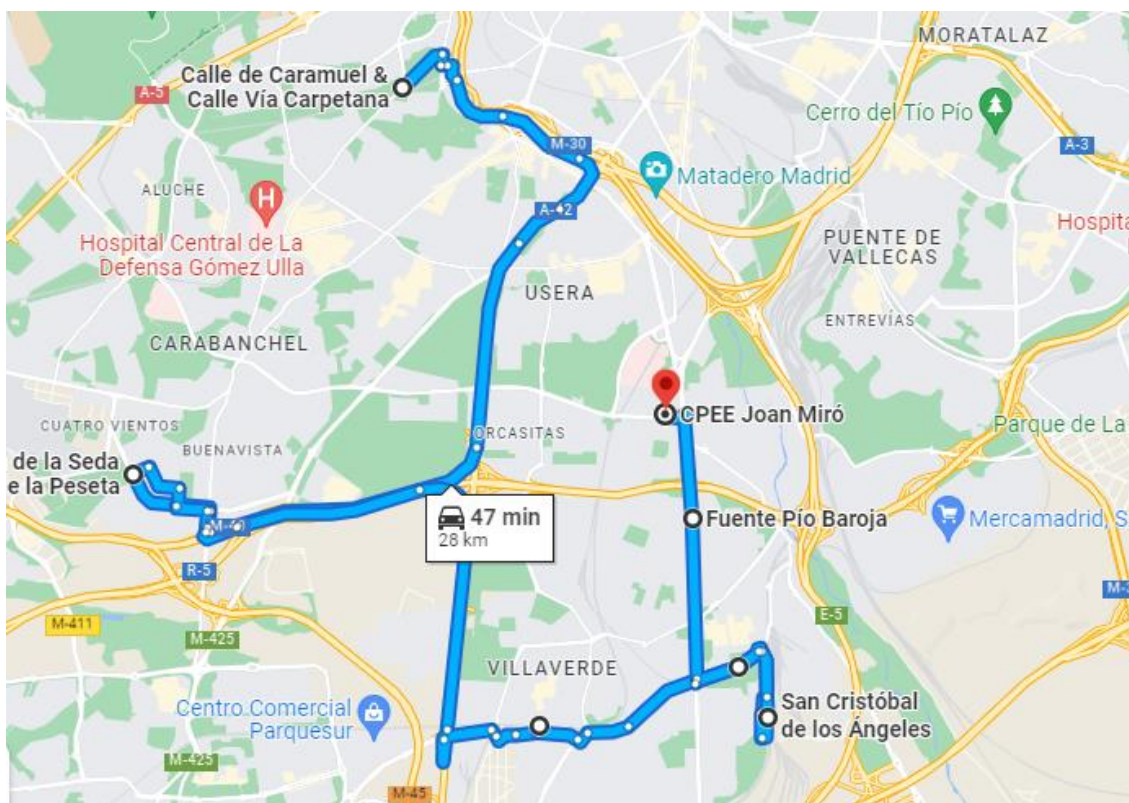 MORATALAZ
Calle de Caramuel &
Calle Vía Carpetana
A-5
Cerro del Tío Pío
M-30
A-3
Matadero Madrid
ALUCHE
A-42
Hospital Central de La
Defensa Gómez Ulla
PUENTE DE
VALLECAS
Hospita
USERA
ENTREVÍAS
CARABANCHEL
CPEE Joan Miró
CUATRO VIENTOS
ORCASITAS
Parque de La
BUENAVISTA
de la Seda
e la Peseta
47 min
28 km
M-40
Fuente Pío Baroja
Mercamadrid, S
R-5
M-411
M-425
E-5
VILLAVERDE
Centro Comercial
Parquesur
San Cristóbal
de los Ángeles
M-425
M-45